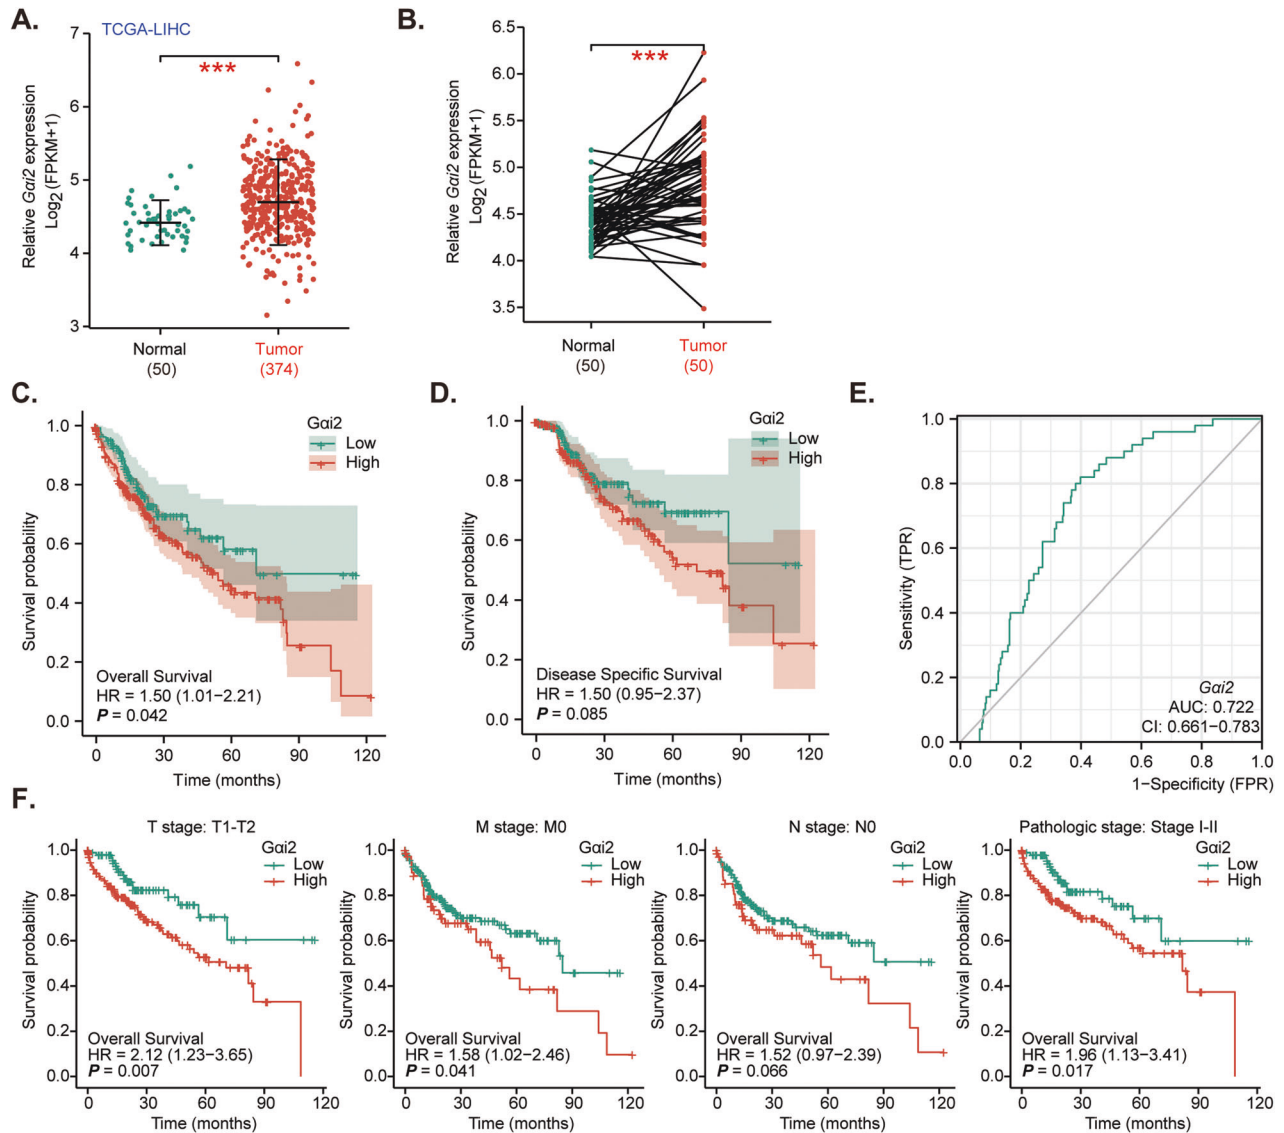 A.
TCGA-LIHC
Relative Gαi2 expression
Log2 (FPKM+1)
7
6
5
4
3
***
Normal
(50)
Tumor
(374)
B.
Relative Gαi2 expression
Log2 (FPKM+1)
6.5
6.0
5.5
5.0
4.5
4.0
3.5
***
Normal
(50)
Tumor
(50)
C.
Survival probability
1.0
0.8
0.6
0.4
0.2
0.0
Gαi2
Low
High
Overall Survival
HR = 1.50 (1.01−2.21)
P = 0.042
0 30 60 90 120
Time (months)
D.
Survival probability
1.0
0.8
0.6
0.4
0.2
0.0
Gαi2
Low
High
Disease Specific Survival
HR = 1.50 (0.95−2.37)
P = 0.085
0 30 60 90 120
Time (months)
E.
Sensitivity (TPR)
1.0
0.8
0.6
0.4
0.2
0.0
Gαi2
AUC: 0.722
CI: 0.661−0.783
0.0 0.2 0.4 0.6 0.8 1.0
1−Specificity (FPR)
F.
T stage: T1-T2
Survival probability
1.0
0.8
0.6
0.4
0.2
0.0
Gαi2
Low
High
Overall Survival
HR = 2.12 (1.23−3.65)
P = 0.007
0 30 60 90 120
Time (months)
M stage: M0
Survival probability
1.0
0.8
0.6
0.4
0.2
0.0
Gαi2
Low
High
Overall Survival
HR = 1.58 (1.02−2.46)
P = 0.041
0 30 60 90 120
Time (months)
N stage: N0
Survival probability
1.0
0.8
0.6
0.4
0.2
0.0
Gαi2
Low
High
Overall Survival
HR = 1.52 (0.97−2.39)
P = 0.066
0 30 60 90 120
Time (months)
Pathologic stage: Stage I-II
Survival probability
1.0
0.8
0.6
0.4
0.2
0.0
Gαi2
Low
High
Overall Survival
HR = 1.96 (1.13−3.41)
P = 0.017
0 30 60 90 120
Time (months)